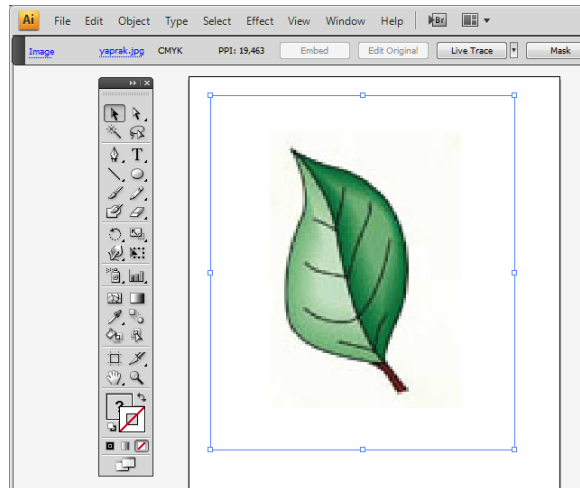 Ai File Edit Object Type Select Effect View Window Help Br
Image yaprak.jpg CMYK PPI: 19,463 Embed Edit Original Live Trace Mask
T
?